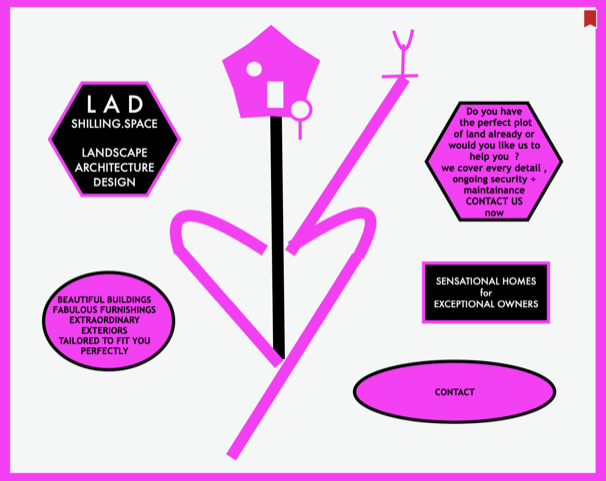 L A D
SHILLING.SPACE
LANDSCAPE
ARCHITECTURE
DESIGN
Do you have
the perfect plot
of land already or
would you like us to
help you ?
we cover every detail ,
ongoing security +
maintainance
CONTACT US
now
BEAUTIFUL BUILDINGS
FABULOUS FURNISHINGS
EXTRAORDINARY
EXTERIORS
TAILORED TO FIT YOU
PERFECTLY
SENSATIONAL HOMES
for
EXCEPTIONAL OWNERS
CONTACT